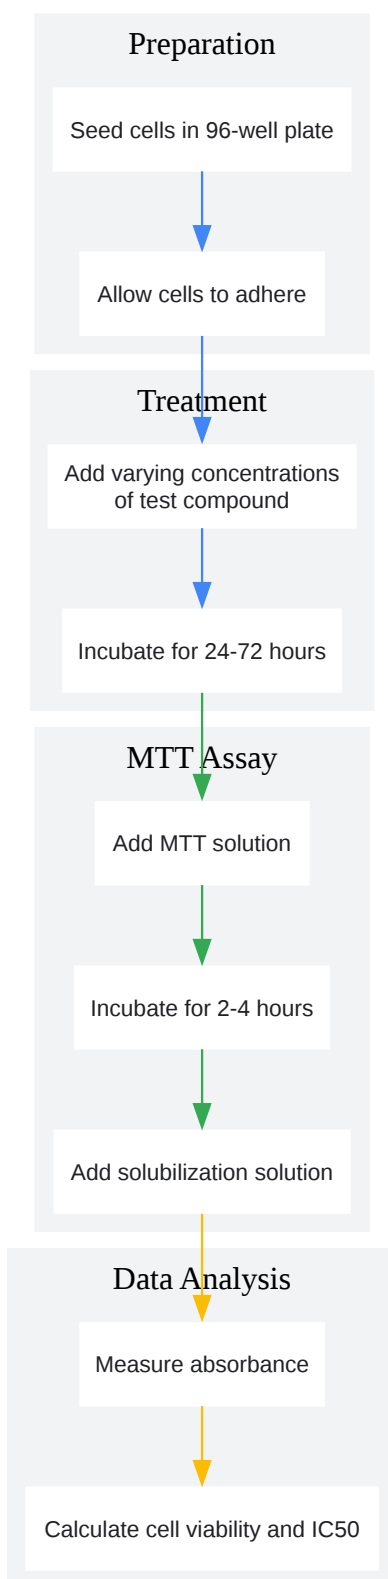 Preparation
Seed cells in 96-well plate
Allow cells to adhere
Treatment
Add varying concentrations
of test compound
Incubate for 24-72 hours
MTT Assay
Add MTT solution
Incubate for 2-4 hours
Add solubilization solution
Data Analysis
Measure absorbance
Calculate cell viability and IC50